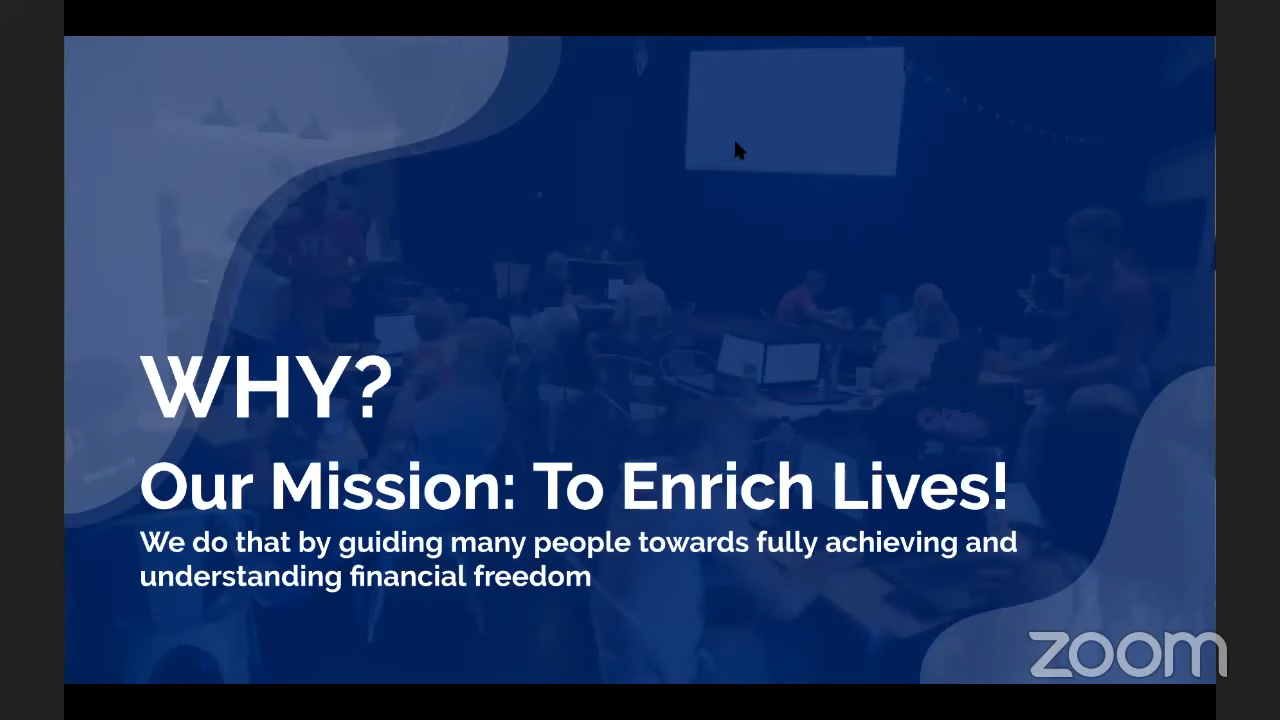 WHY?
Our Mission: To Enrich Lives!
We do that by guiding many people towards fully achieving and
understanding financial freedom
zoom